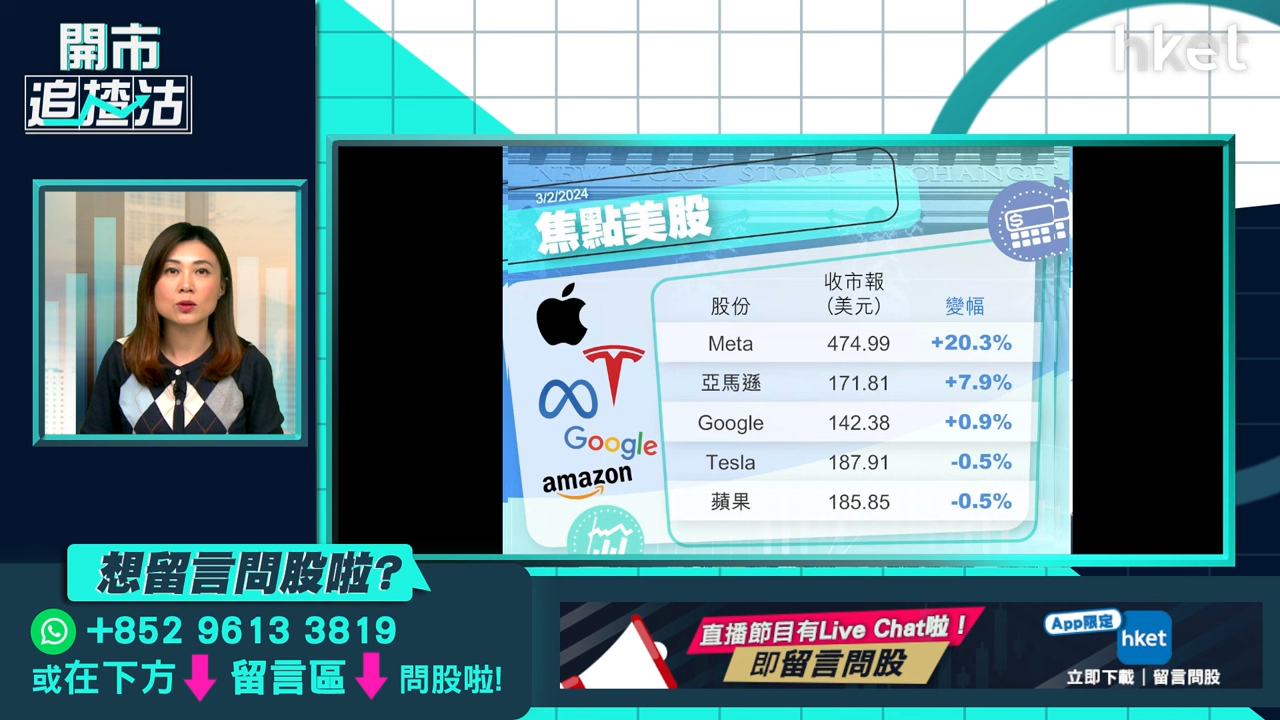 開市
追揸沽
hket
NEW YORK STOCK EXCHANGE
3/2/2024
焦點美股
$
股份 收市報(美元) 變幅
Meta 474.99 +20.3%
亞馬遜 171.81 +7.9%
Google 142.38 +0.9%
Tesla 187.91 -0.5%
蘋果 185.85 -0.5%
Google
amazon
想留言問股啦?
+852 9613 3819
或在下方 留言區 問股啦!
直播節目有Live Chat啦!
即留言問股
App限定
hket
立即下載|留言問股